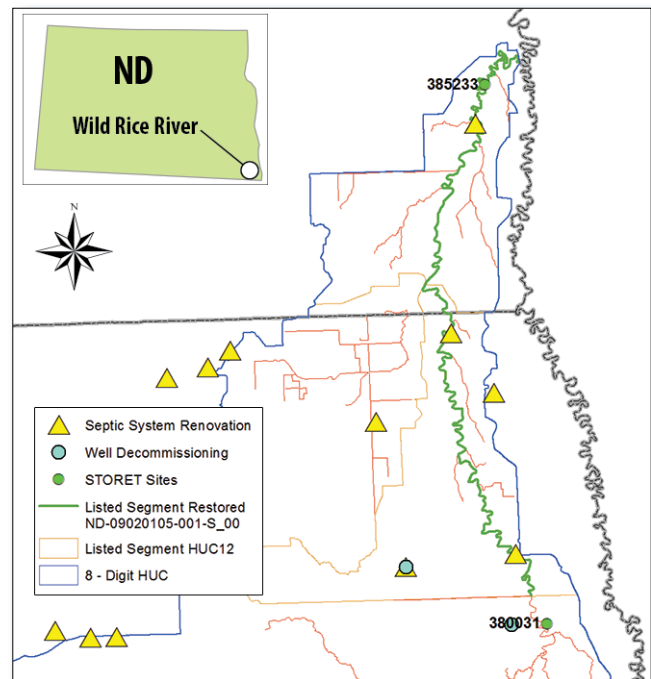 ND
Wild Rice River
N
385233
Septic System Renovation
Well Decommissioning
STORET Sites
Listed Segment Restored
ND-09020105-001-S_00
Listed Segment HUC12
8 - Digit HUC
380031